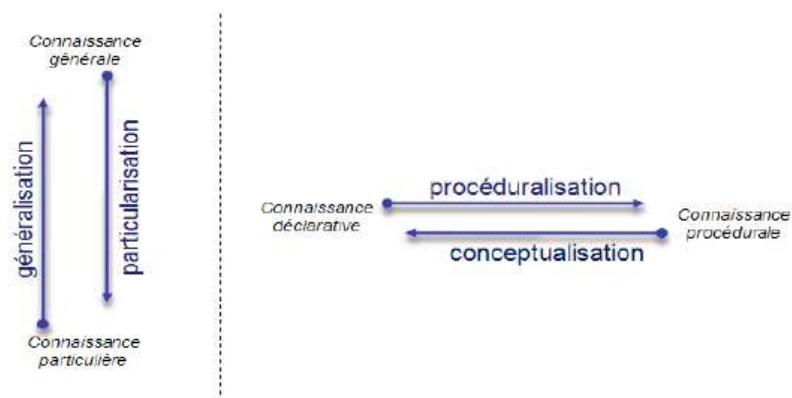 Connaissance
générale
généralisation
particularisation
Connaissance
particulière
procéduralisation
Connaissance
déclarative
Connaissance
procédurale
conceptualisation